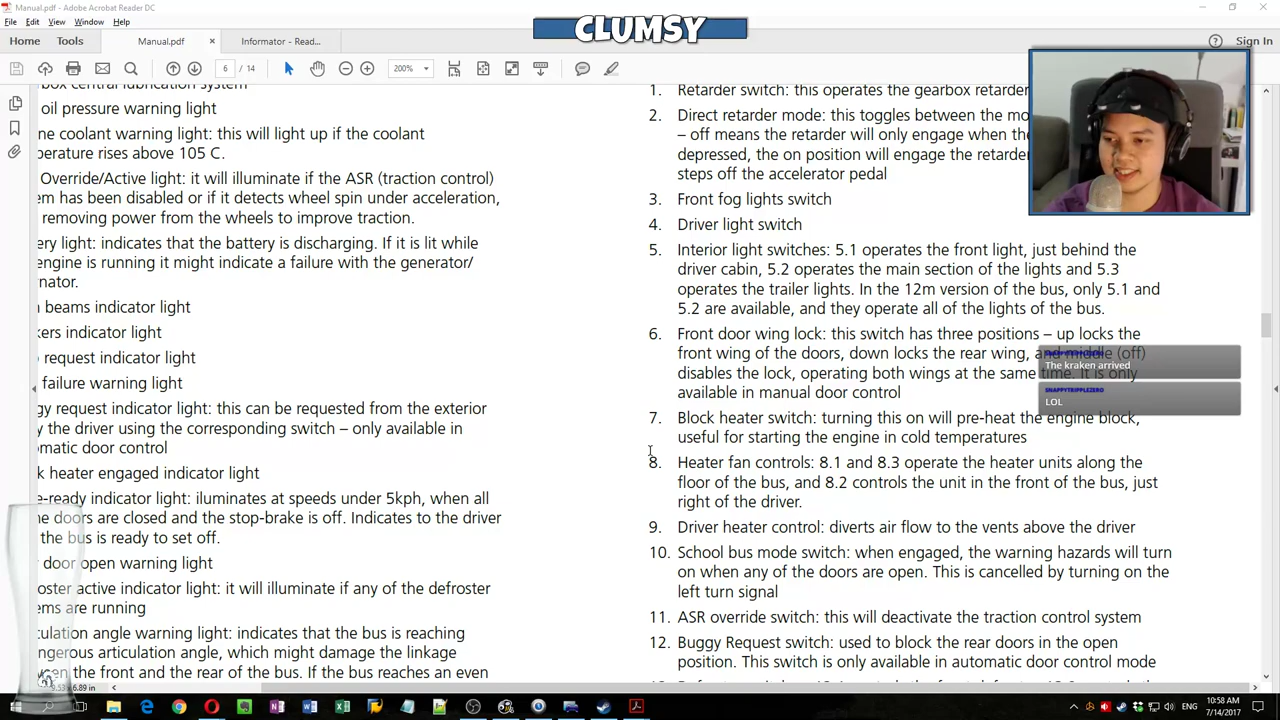 Manual.pdf - Adobe Acrobat Reader DC
File Edit View Window Help
CLUMSY
Home Tools Manual.pdf Informator - Read... Sign In
6 / 14 200%
box central lubrication system
oil pressure warning light
ne coolant warning light: this will light up if the coolant
perature rises above 105 C.
Override/Active light: it will illuminate if the ASR (traction control)
em has been disabled or if it detects wheel spin under acceleration,
removing power from the wheels to improve traction.
ery light: indicates that the battery is discharging. If it is lit while
engine is running it might indicate a failure with the generator/
nator.
beams indicator light
kers indicator light
request indicator light
failure warning light
gy request indicator light: this can be requested from the exterior
y the driver using the corresponding switch – only available in
omatic door control
k heater engaged indicator light
e-ready indicator light: iluminates at speeds under 5kph, when all
he doors are closed and the stop-brake is off. Indicates to the driver
the bus is ready to set off.
door open warning light
oster active indicator light: it will illuminate if any of the defroster
ems are running
culation angle warning light: indicates that the bus is reaching
ngerous articulation angle, which might damage the linkage
ween the front and the rear of the bus. If the bus reaches an even
1. Retarder switch: this operates the gearbox retarder
2. Direct retarder mode: this toggles between the mo
– off means the retarder will only engage when the
depressed, the on position will engage the retarder
steps off the accelerator pedal
3. Front fog lights switch
4. Driver light switch
5. Interior light switches: 5.1 operates the front light, just behind the
driver cabin, 5.2 operates the main section of the lights and 5.3
operates the trailer lights. In the 12m version of the bus, only 5.1 and
5.2 are available, and they operate all of the lights of the bus.
6. Front door wing lock: this switch has three positions – up locks the
front wing of the doors, down locks the rear wing, and middle (off)
disables the lock, operating both wings at the same time. It is only
available in manual door control
7. Block heater switch: turning this on will pre-heat the engine block,
useful for starting the engine in cold temperatures
8. Heater fan controls: 8.1 and 8.3 operate the heater units along the
floor of the bus, and 8.2 controls the unit in the front of the bus, just
right of the driver.
9. Driver heater control: diverts air flow to the vents above the driver
10. School bus mode switch: when engaged, the warning hazards will turn
on when any of the doors are open. This is cancelled by turning on the
left turn signal
11. ASR override switch: this will deactivate the traction control system
12. Buggy Request switch: used to block the rear doors in the open
position. This switch is only available in automatic door control mode
SNAPPYTRIPPLEZERO
The kraken arrived
SNAPPYTRIPPLEZERO
LOL
10:58 AM
7/14/2017